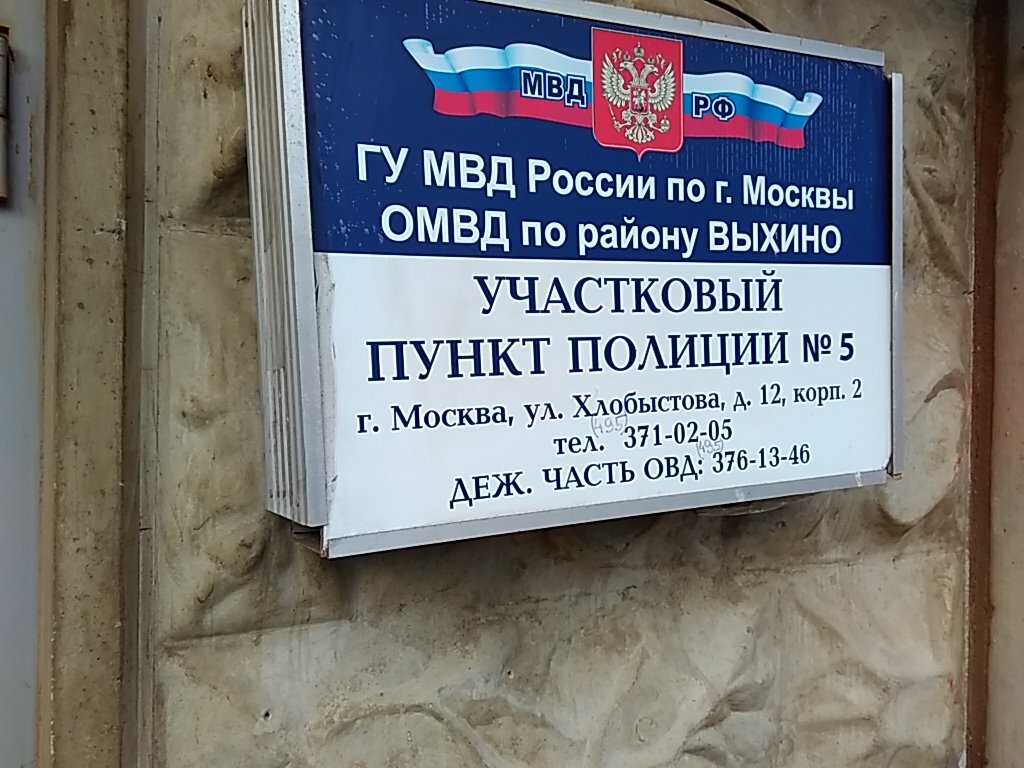 МВД РФ
ГУ МВД России по г. Москвы
ОМВД по району ВЫХИНО
УЧАСТКОВЫЙ
ПУНКТ ПОЛИЦИИ № 5
г. Москва, ул. Хлобыстова, д. 12, корп. 2
(495)
тел. 371-02-05
(495)
ДЕЖ. ЧАСТЬ ОВД: 376-13-46